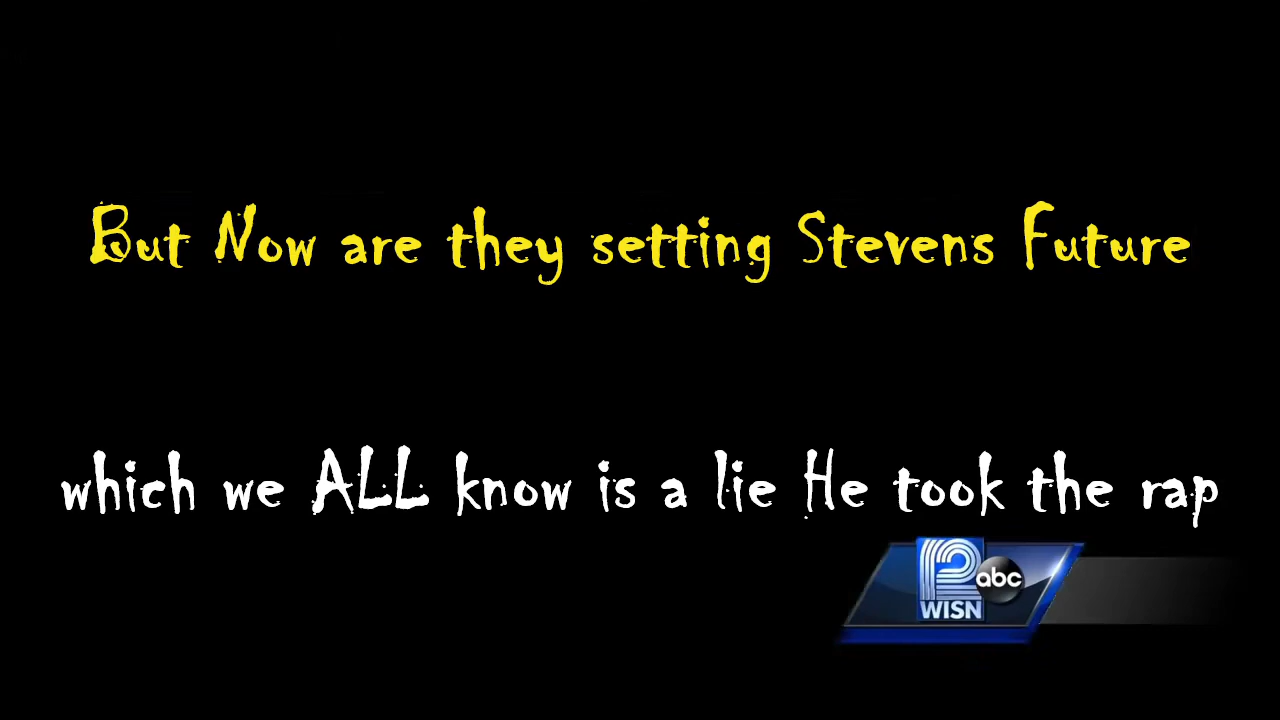 But Now are they setting Stevens Future
which we ALL know is a lie He took the rap
12
abc
WISN